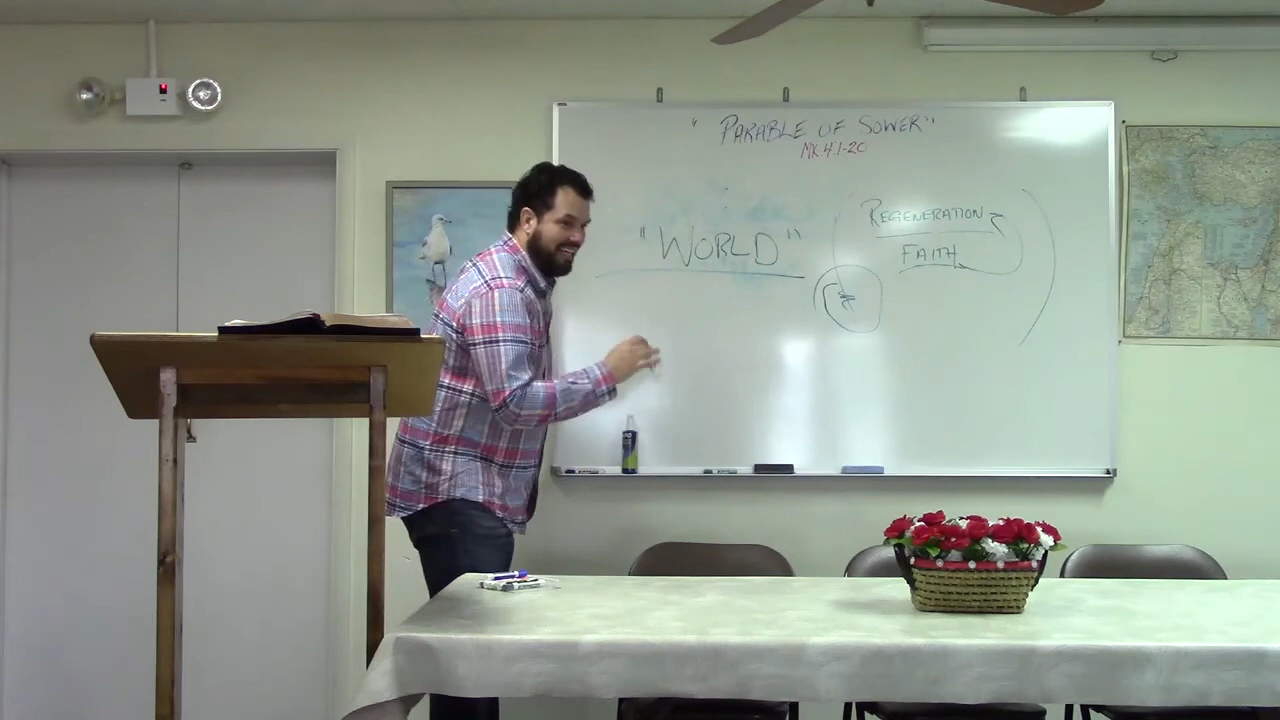 "PARABLE OF SOWER"
MK 4:1-20
"WORLD"
REGENERATION
FAITH